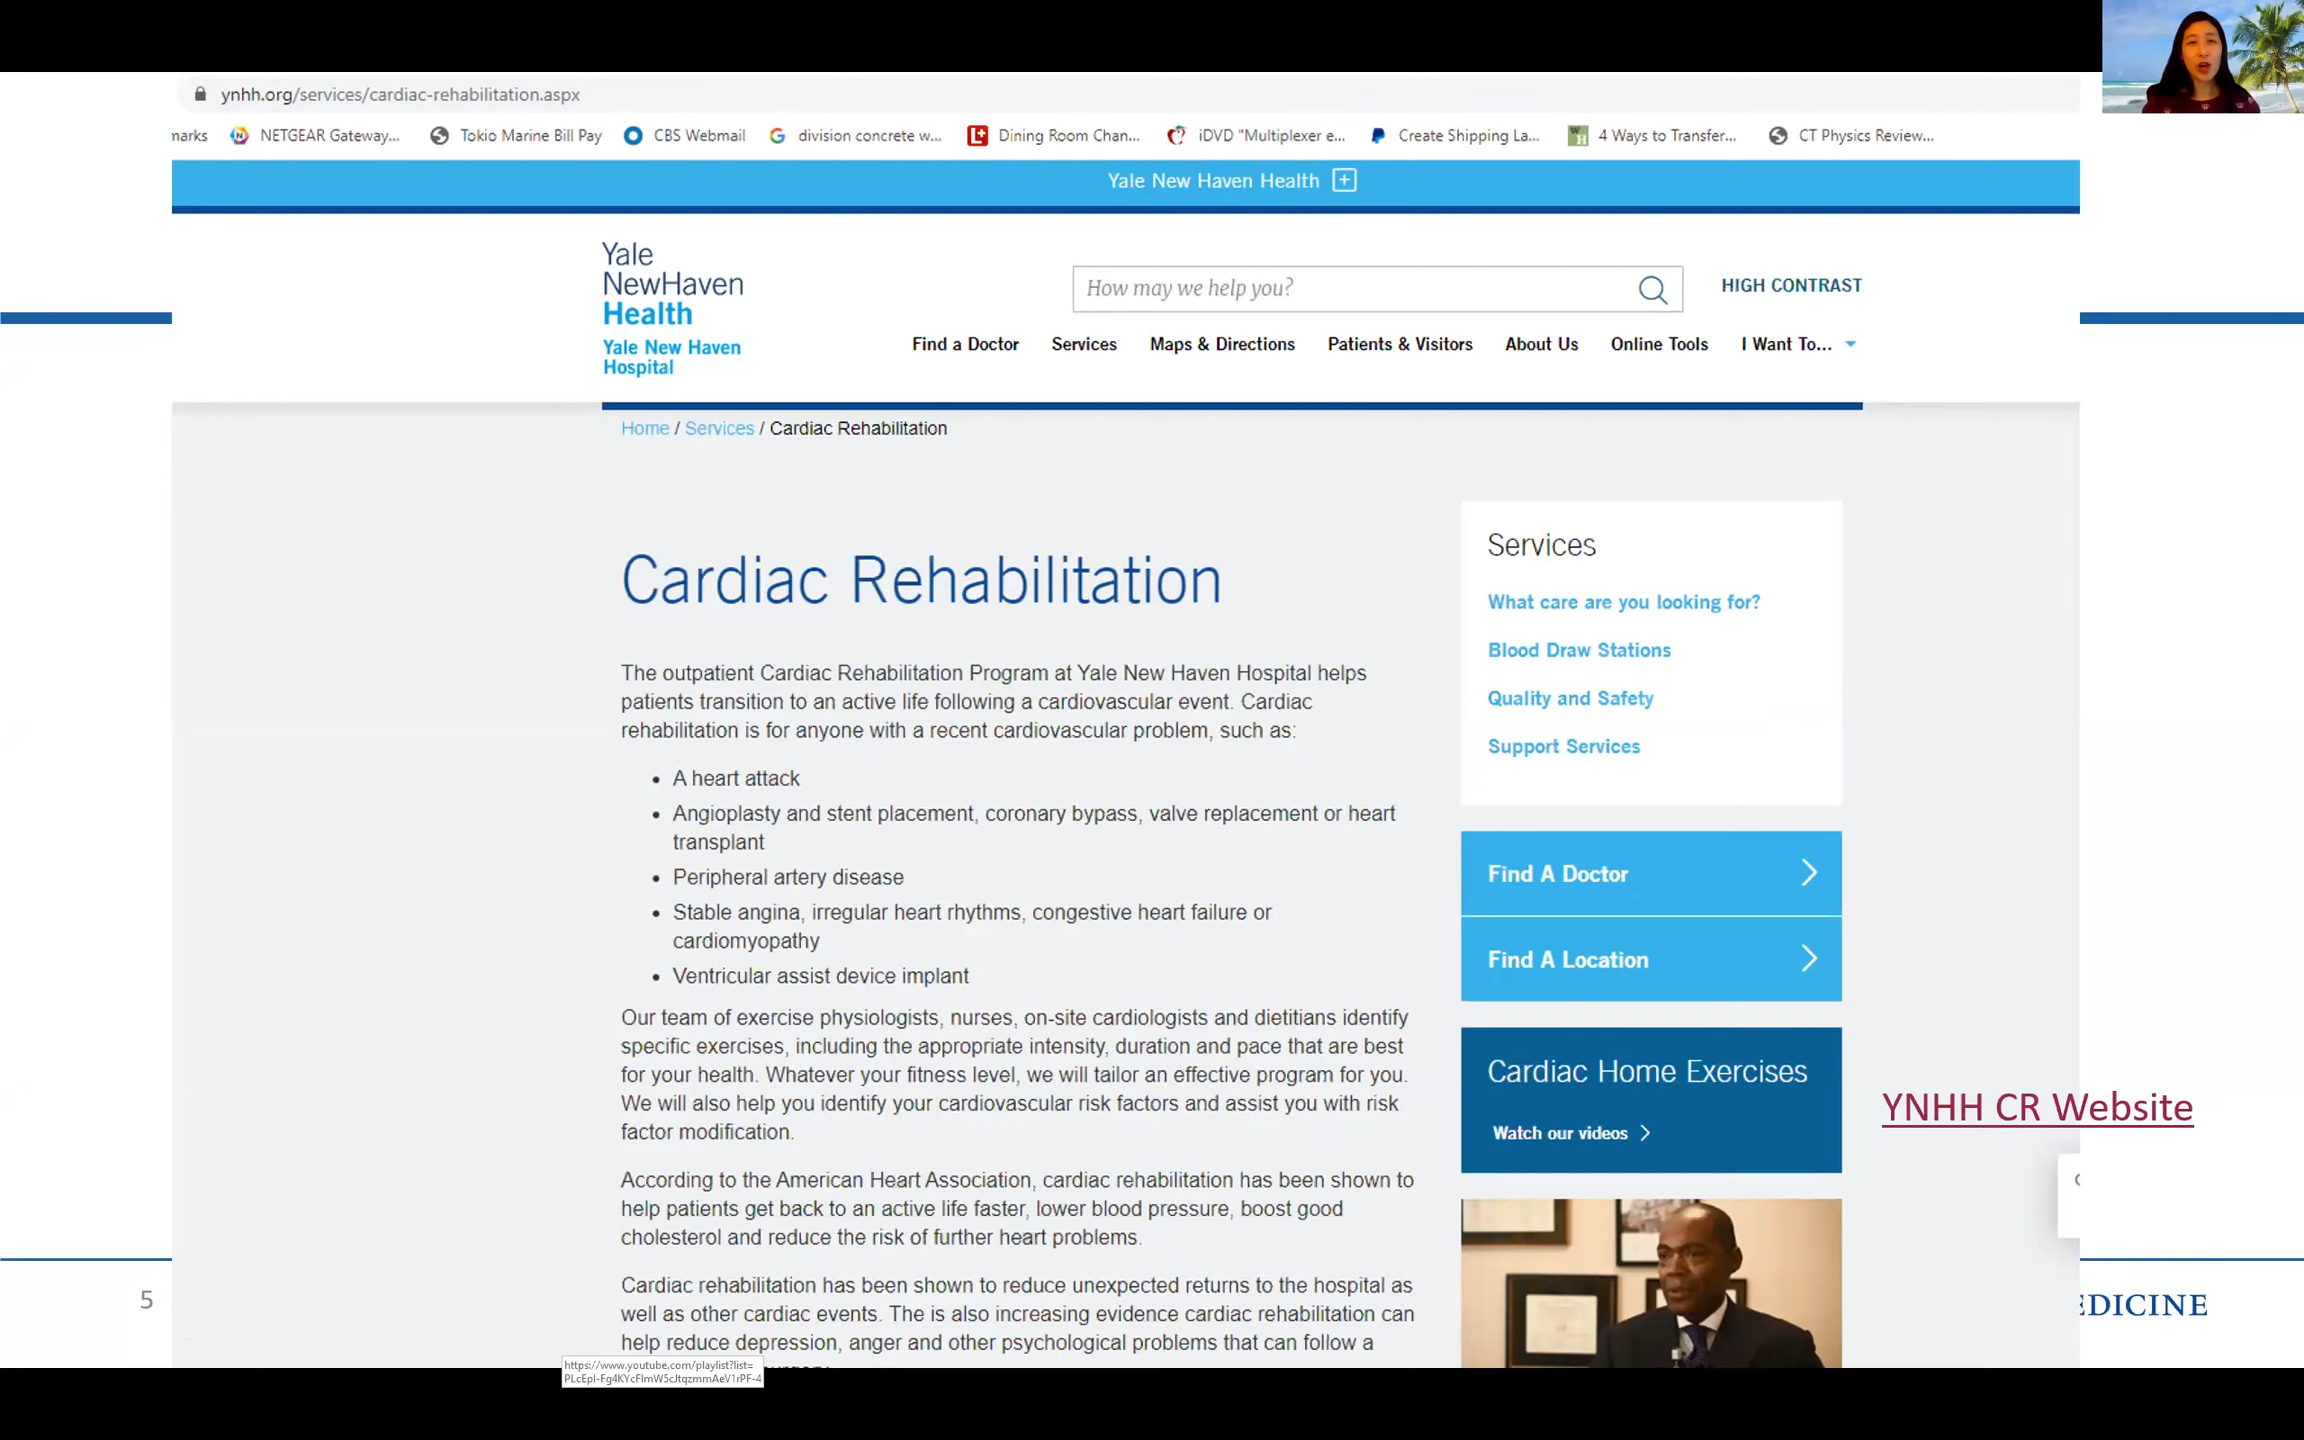 ynhh.org/services/cardiac-rehabilitation.aspx
marks NETGEAR Gateway... Tokio Marine Bill Pay CBS Webmail division concrete w... Dining Room Chan... iDVD "Multiplexer e... Create Shipping La... 4 Ways to Transfer... CT Physics Review...
Yale New Haven Health
Yale
NewHaven
Health
Yale New Haven
Hospital
How may we help you?
HIGH CONTRAST
Find a Doctor Services Maps & Directions Patients & Visitors About Us Online Tools I Want To...
Home / Services / Cardiac Rehabilitation
Cardiac Rehabilitation
The outpatient Cardiac Rehabilitation Program at Yale New Haven Hospital helps
patients transition to an active life following a cardiovascular event. Cardiac
rehabilitation is for anyone with a recent cardiovascular problem, such as:
• A heart attack
• Angioplasty and stent placement, coronary bypass, valve replacement or heart
transplant
• Peripheral artery disease
• Stable angina, irregular heart rhythms, congestive heart failure or
cardiomyopathy
• Ventricular assist device implant
Our team of exercise physiologists, nurses, on-site cardiologists and dietitians identify
specific exercises, including the appropriate intensity, duration and pace that are best
for your health. Whatever your fitness level, we will tailor an effective program for you.
We will also help you identify your cardiovascular risk factors and assist you with risk
factor modification.
According to the American Heart Association, cardiac rehabilitation has been shown to
help patients get back to an active life faster, lower blood pressure, boost good
cholesterol and reduce the risk of further heart problems.
Cardiac rehabilitation has been shown to reduce unexpected returns to the hospital as
well as other cardiac events. The is also increasing evidence cardiac rehabilitation can
help reduce depression, anger and other psychological problems that can follow a
Services
What care are you looking for?
Blood Draw Stations
Quality and Safety
Support Services
Find A Doctor
Find A Location
Cardiac Home Exercises
Watch our videos
YNHH CR Website
5
EDICINE
https://www.youtube.com/playlist?list=
PLcEpI-Fg4KYcFlmW5cJtqzmmAeV1rPF-4